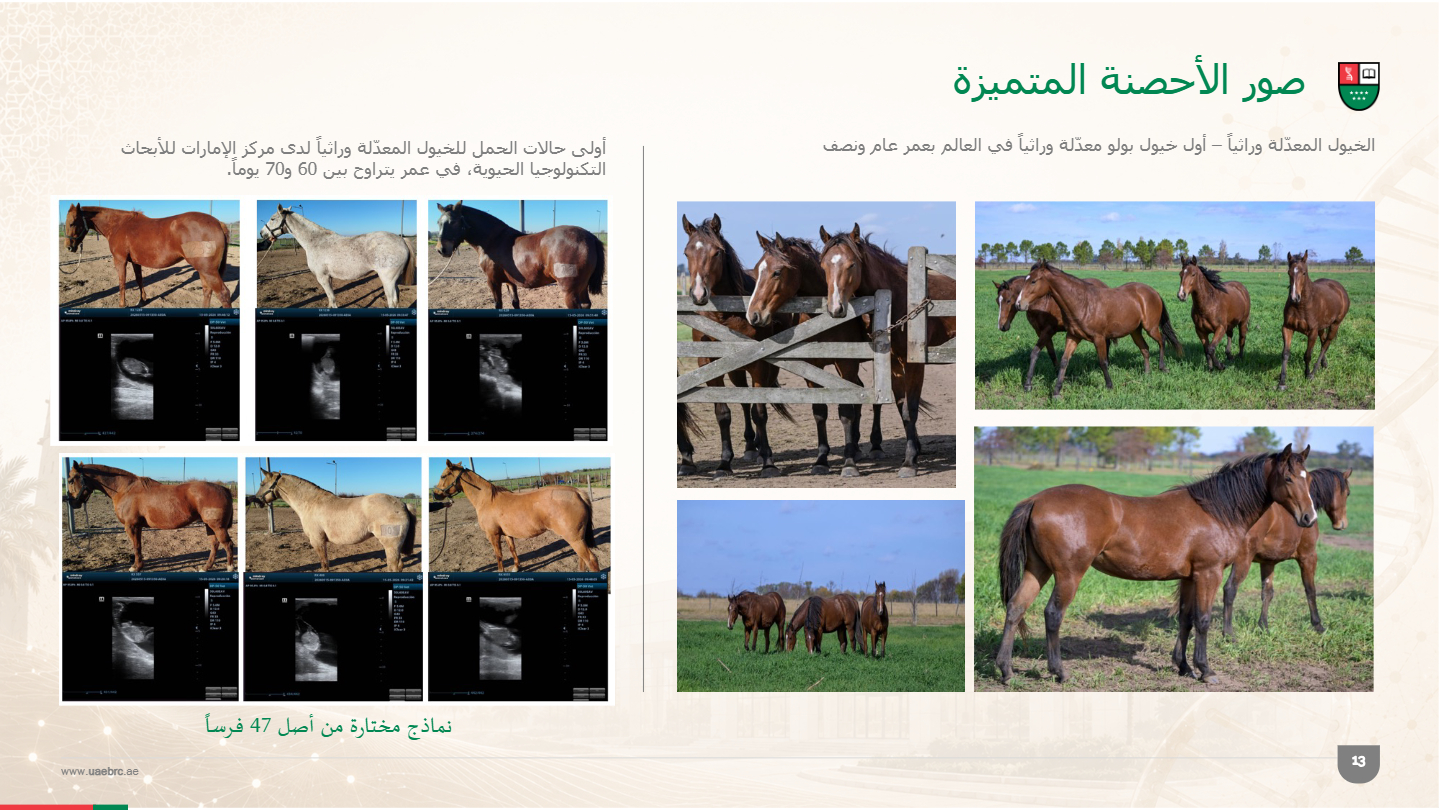 صور الأحصنة المتميزة
الخيول المعدّلة وراثياً – أول خيول بولو معدّلة وراثياً في العالم بعمر عام ونصف
أولى حالات الحمل للخيول المعدّلة وراثياً لدى مركز الإمارات للأبحاث
التكنولوجيا الحيوية، في عمر يتراوح بين 60 و70 يوماً.
نماذج مختارة من أصل 47 فرساً
www.uaebrc.ae
13